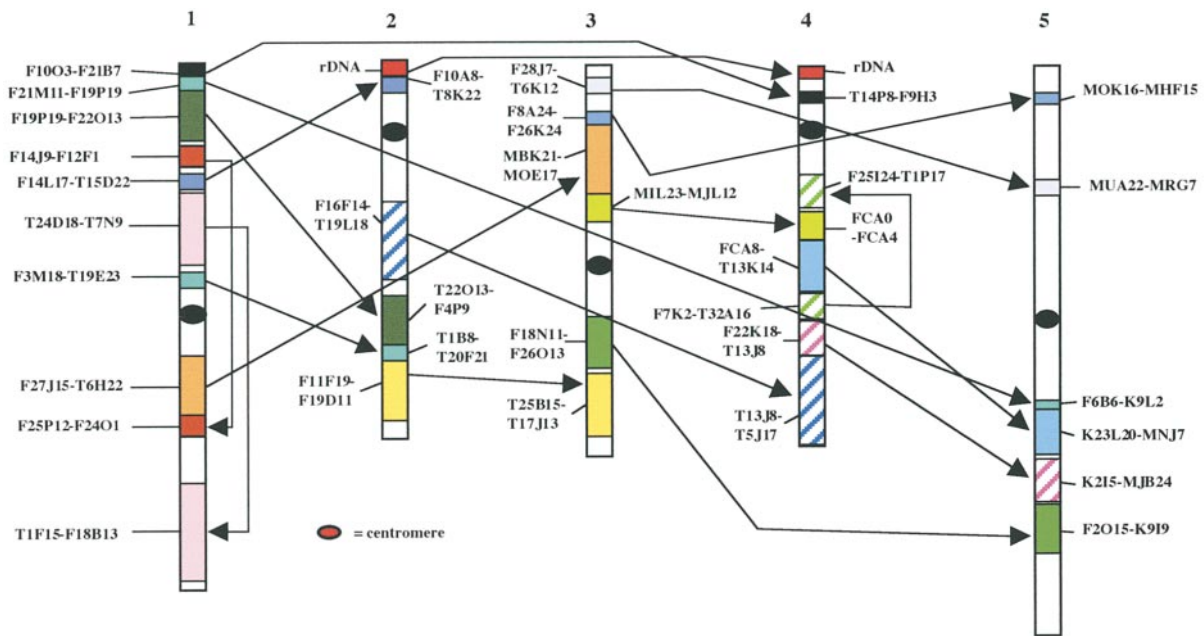 1
2
3
4
5
F10O3-F21B7
F21M11-F19P19
F19P19-F22O13
F14J9-F12F1
F14L17-T15D22
T24D18-T7N9
F3M18-T19E23
F27J15-T6H22
F25P12-F24O1
T1F15-F18B13
rDNA
F10A8-
T8K22
F16F14-
T19L18
T22O13-
F4P9
T1B8-
T20F21
F11F19-
F19D11
F28J7-
T6K12
F8A24-
F26K24
MBK21-
MOE17
MIL23-MJL12
F18N11-
F26O13
T25B15-
T17J13
rDNA
T14P8-F9H3
F25I24-T1P17
FCA0
-FCA4
FCA8-
T13K14
F7K2-T32A16
F22K18-
T13J8
T13J8-
T5J17
MOK16-MHF15
MUA22-MRG7
F6B6-K9L2
K23L20-MNJ7
K2I5-MJB24
F2O15-K9I9
= centromere